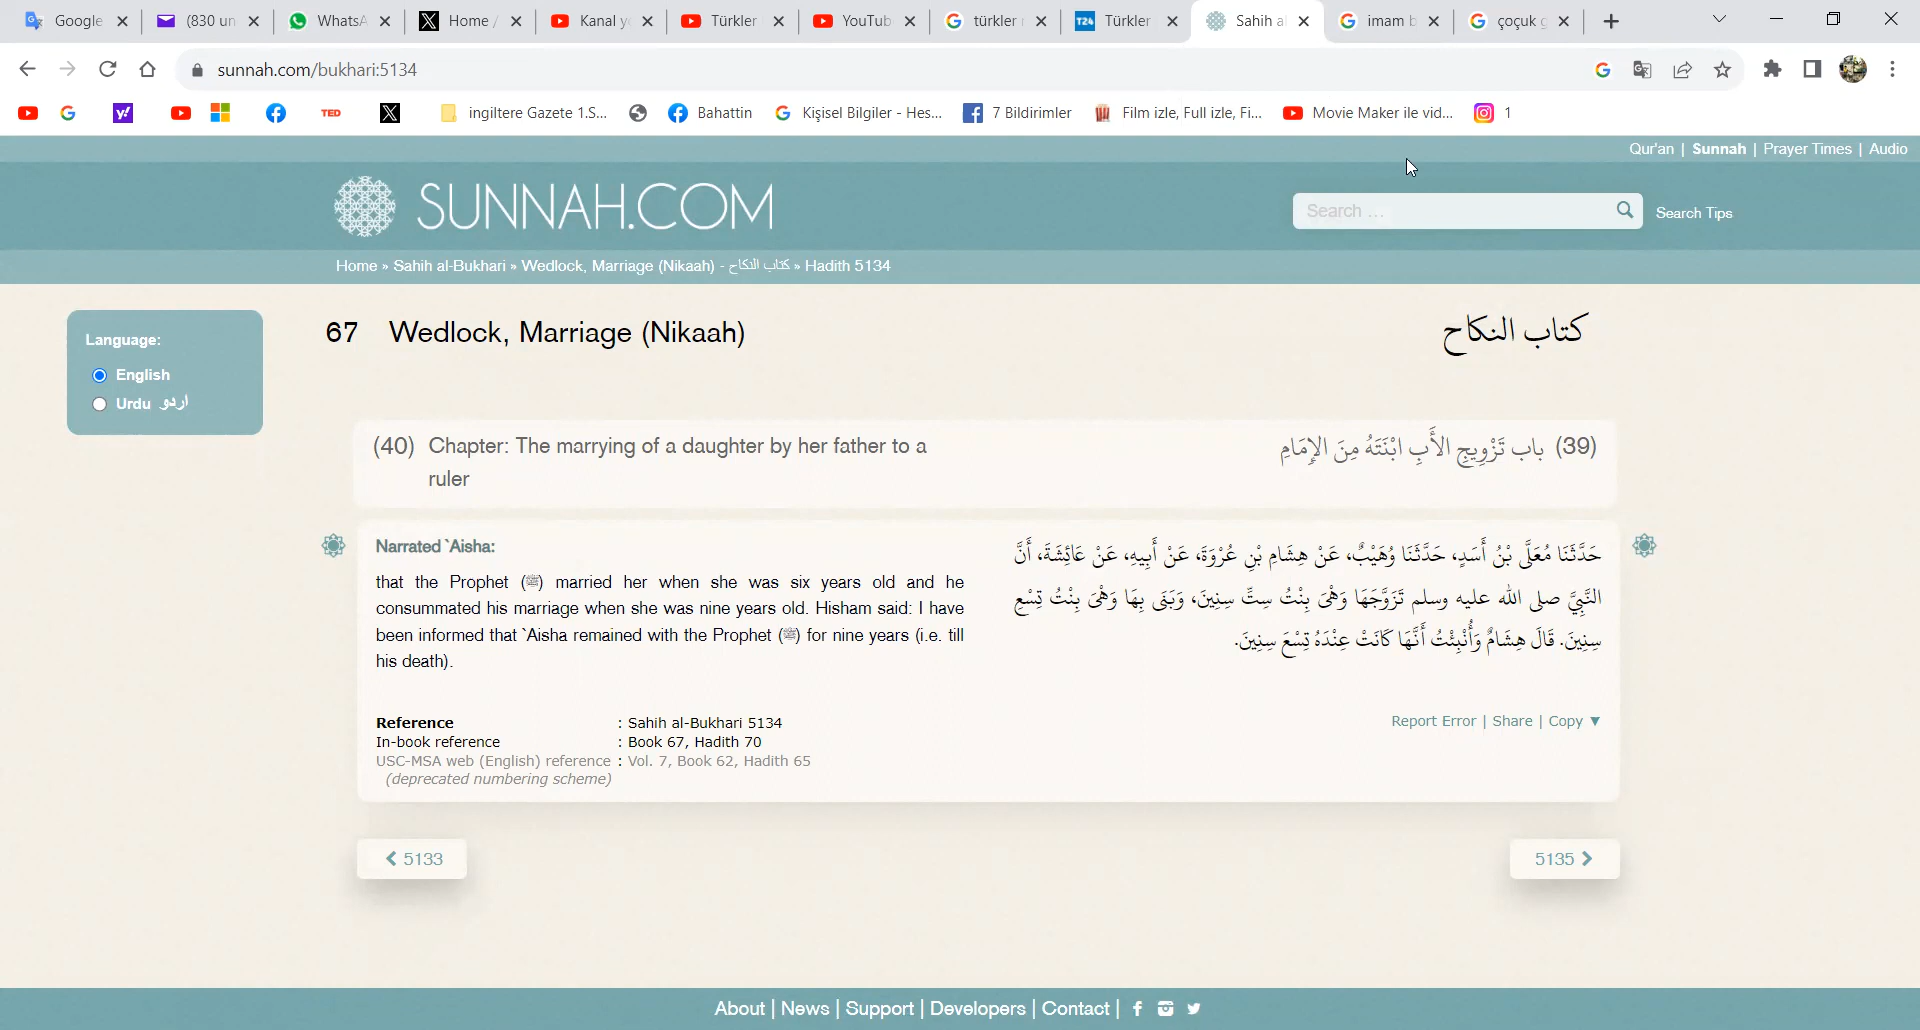 Google
(830 un
WhatsA
Home /
Kanal y
Türkler
YouTub
türkler
T24 Türkler
Sahih a
imam b
çoçuk g
sunnah.com/bukhari:5134
TED
ingiltere Gazete 1.S...
Bahattin
Kişisel Bilgiler - Hes...
7 Bildirimler
Film izle, Full izle, Fi...
Movie Maker ile vid...
1
Qur'an | Sunnah | Prayer Times | Audio
SUNNAH.COM
Search ...
Search Tips
Home » Sahih al-Bukhari » Wedlock, Marriage (Nikaah) - كتاب النكاح » Hadith 5134
Language:
English
Urdu اردو
67 Wedlock, Marriage (Nikaah)
كتاب النكاح
(40) Chapter: The marrying of a daughter by her father to a
ruler
(39) باب تَزْوِيجِ الأَبِ ابْنَتَهُ مِنَ الإِمَامِ
Narrated `Aisha:
that the Prophet (ﷺ) married her when she was six years old and he
consummated his marriage when she was nine years old. Hisham said: I have
been informed that `Aisha remained with the Prophet (ﷺ) for nine years (i.e. till
his death).
حَدَّثَنَا مُعَلَّى بْنُ أَسَدٍ، حَدَّثَنَا وُهَيْبٌ، عَنْ هِشَامِ بْنِ عُرْوَةَ، عَنْ أَبِيهِ، عَنْ عَائِشَةَ، أَنَّ
النَّبِيَّ صلى الله عليه وسلم تَزَوَّجَهَا وَهْىَ بِنْتُ سِتِّ سِنِينَ، وَبَنَى بِهَا وَهْىَ بِنْتُ تِسْعِ
سِنِينَ. قَالَ هِشَامٌ وَأُنْبِئْتُ أَنَّهَا كَانَتْ عِنْدَهُ تِسْعَ سِنِينَ.
Reference : Sahih al-Bukhari 5134
In-book reference : Book 67, Hadith 70
USC-MSA web (English) reference : Vol. 7, Book 62, Hadith 65
(deprecated numbering scheme)
Report Error | Share | Copy ▼
5133
5135
About | News | Support | Developers | Contact |